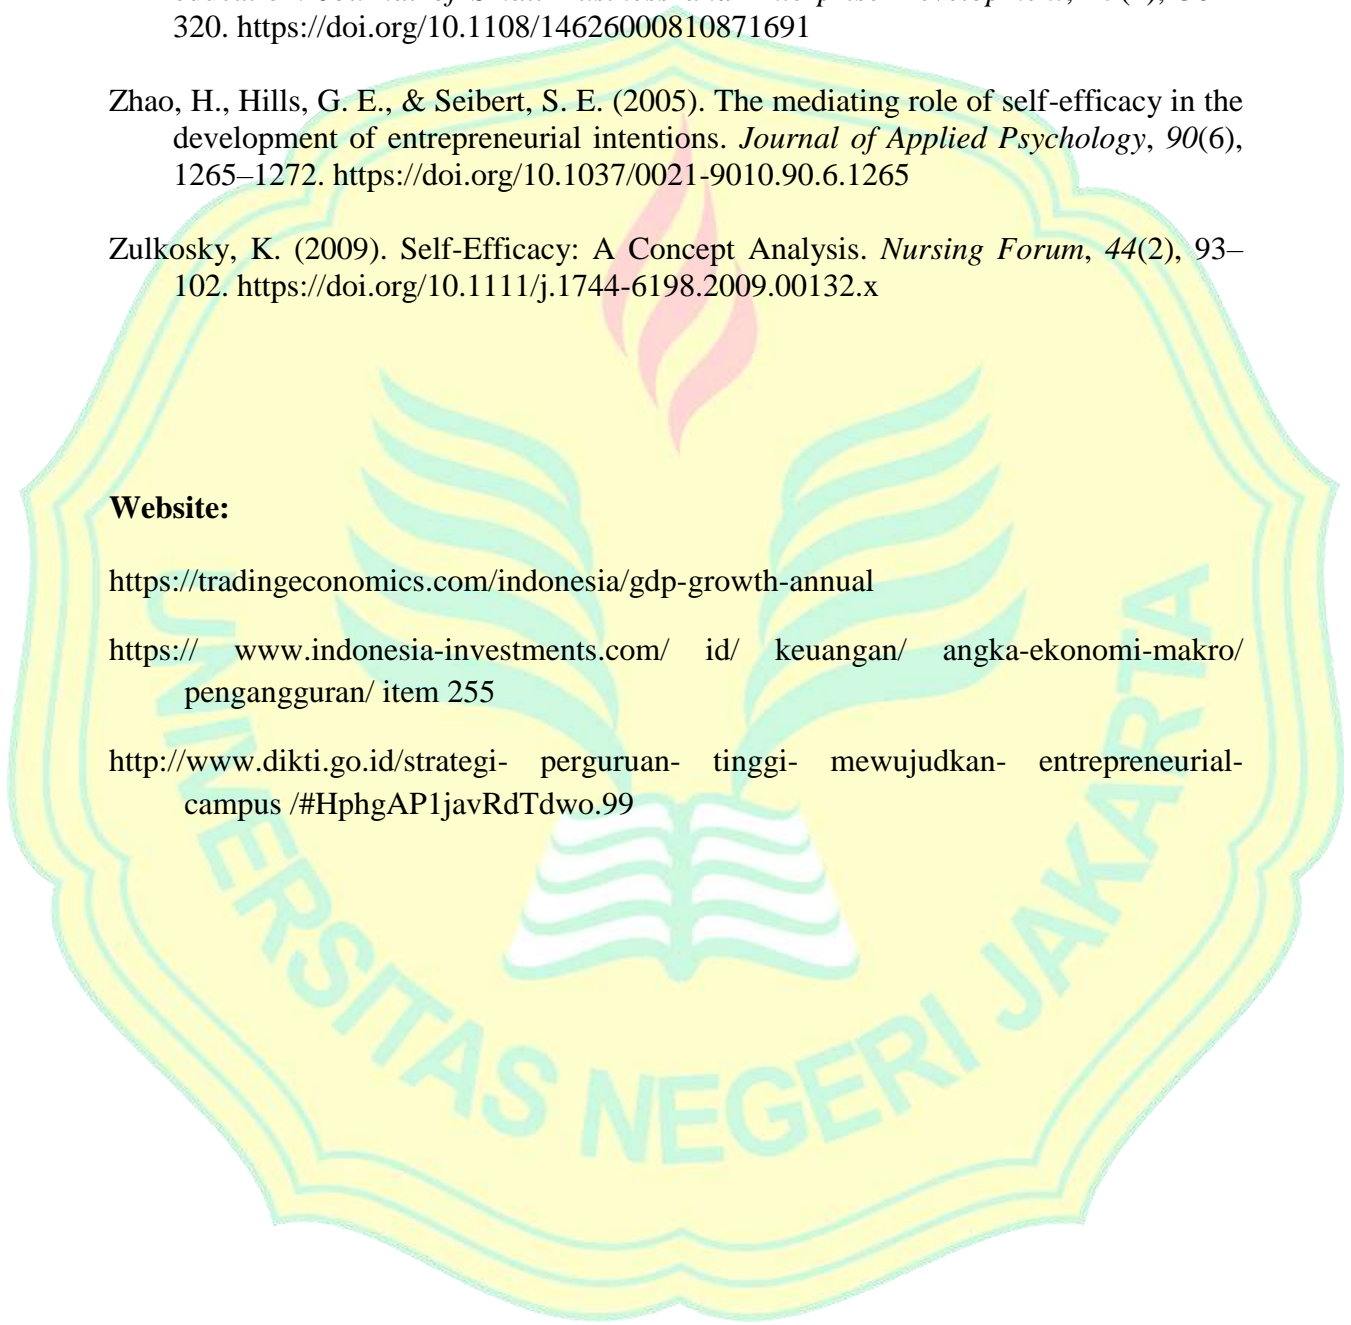 320. https://doi.org/10.1108/14626000810871691
Zhao, H., Hills, G. E., & Seibert, S. E. (2005). The mediating role of self-efficacy in the
development of entrepreneurial intentions. Journal of Applied Psychology, 90(6),
1265–1272. https://doi.org/10.1037/0021-9010.90.6.1265
Zulkosky, K. (2009). Self-Efficacy: A Concept Analysis. Nursing Forum, 44(2), 93–
102. https://doi.org/10.1111/j.1744-6198.2009.00132.x
Website:
https://tradingeconomics.com/indonesia/gdp-growth-annual
https:// www.indonesia-investments.com/ id/ keuangan/ angka-ekonomi-makro/
pengangguran/ item 255
http://www.dikti.go.id/strategi- perguruan- tinggi- mewujudkan- entrepreneurial-
campus /#HphgAP1javRdTdwo.99
UNIVERSITAS NEGERI JAKARTA